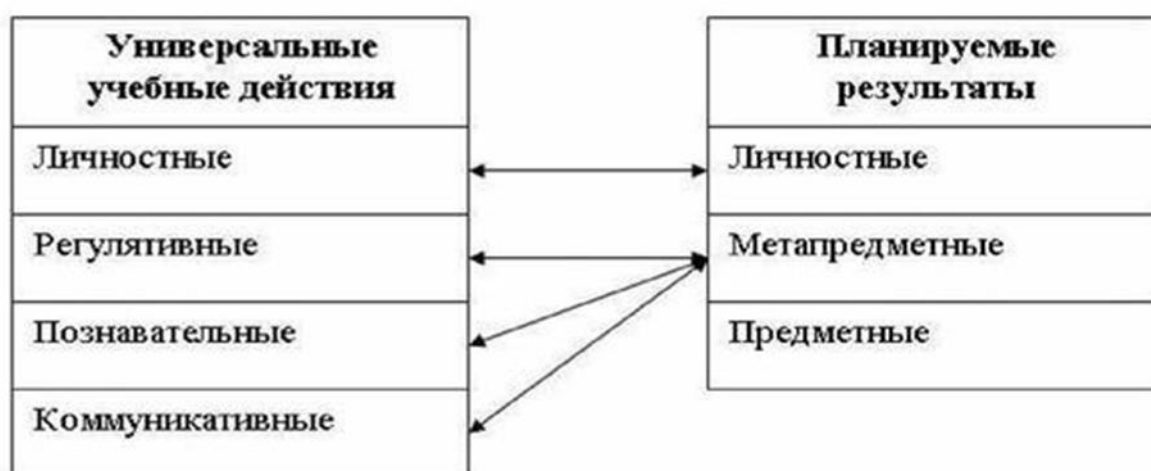 Универсальные
учебные действия
Личностные
Регулятивные
Познавательные
Коммуникативные
Планируемые
результаты
Личностные
Метапредметные
Предметные